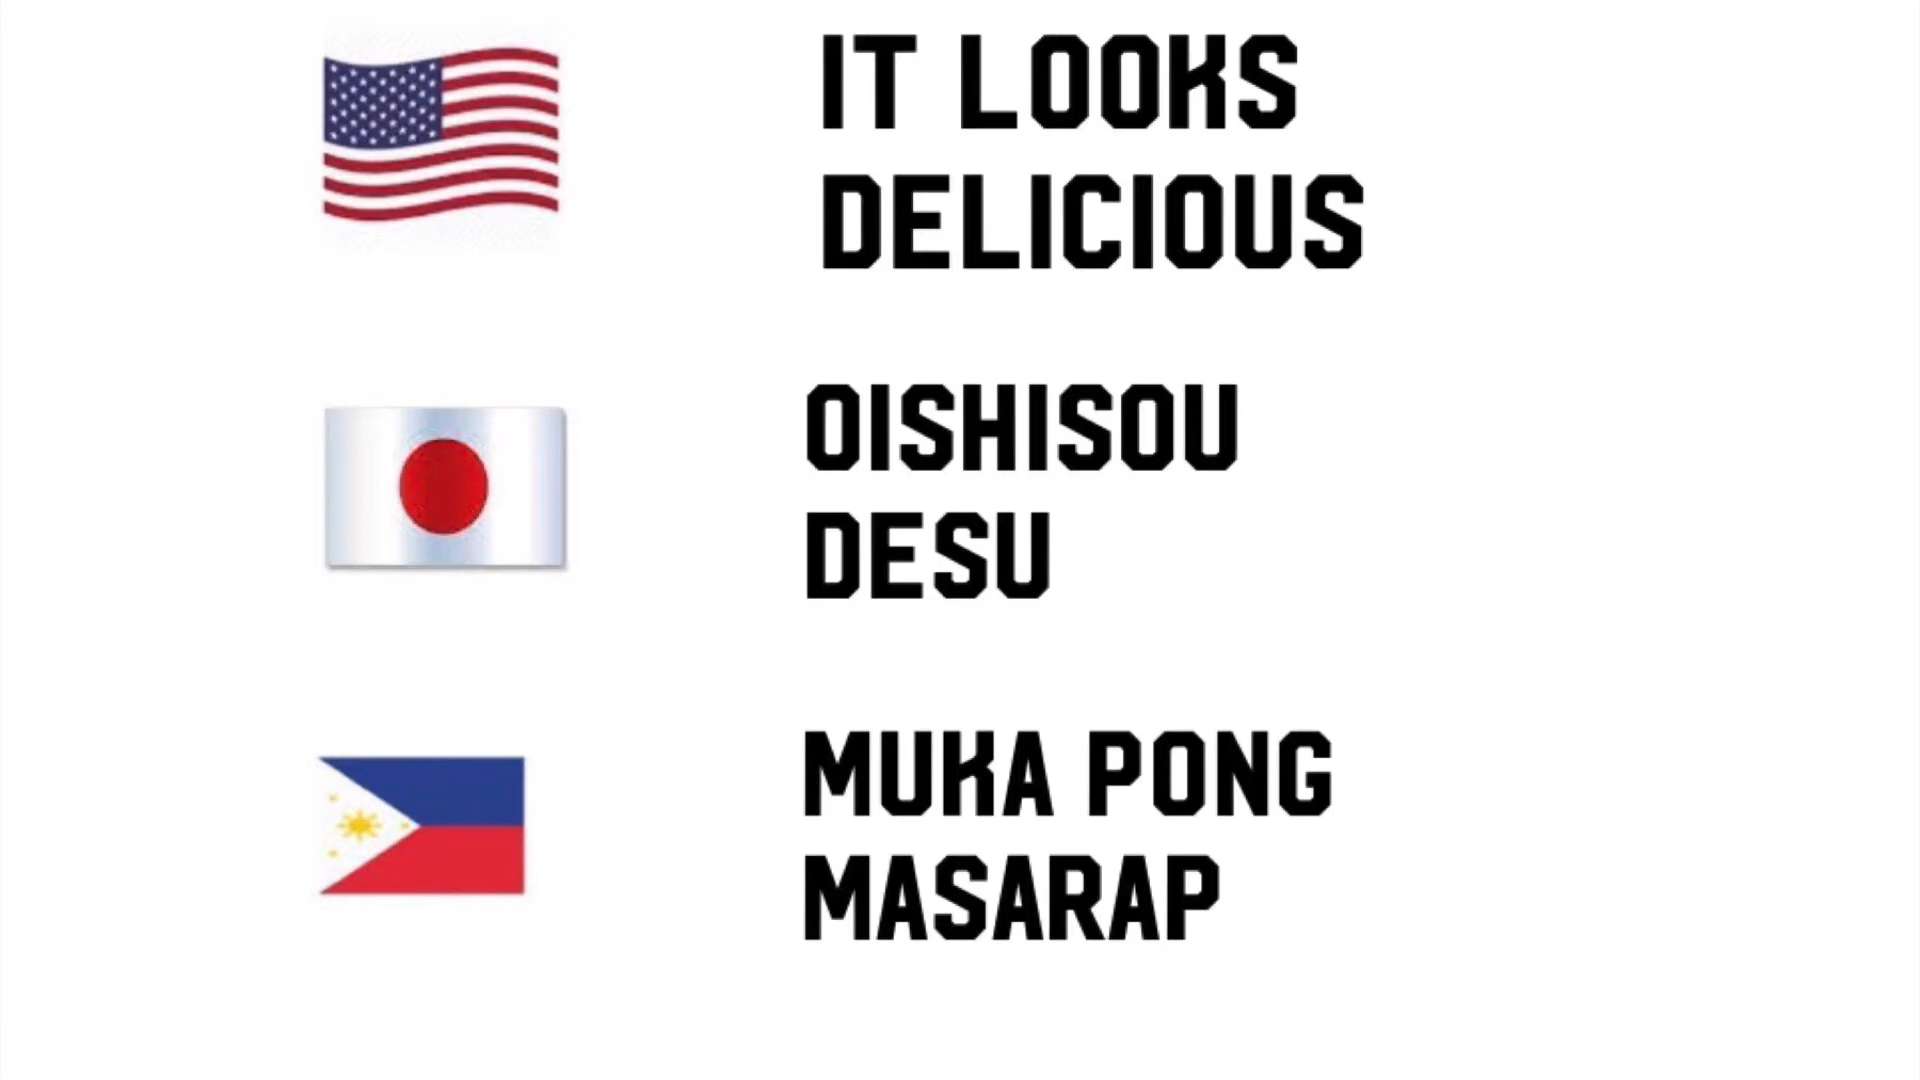 IT LOOKS
DELICIOUS
OISHISOU
DESU
MUKA PONG
MASARAP